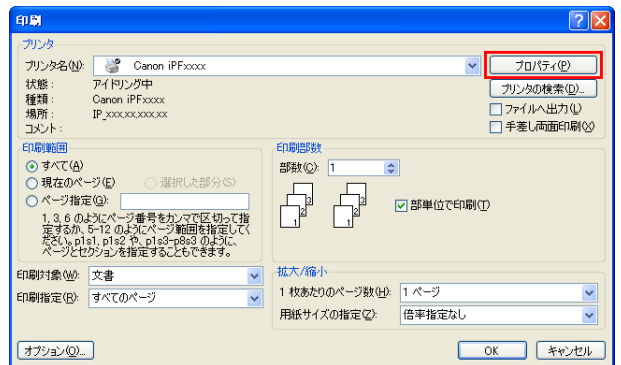 印刷
プリンタ
プリンタ名(N): Canon iPFxxxx プロパティ(P)
状態: アイドリング中 プリンタの検索(D)...
種類: Canon iPFxxxx
場所: IP_xxx,xx,xxx,xx ファイルへ出力(L)
コメント: 手差し両面印刷(X)
印刷範囲 印刷部数
すべて(A) 部数(C): 1
現在のページ(E) 選択した部分(S)
ページ指定(G): 部単位で印刷(T)
1, 3, 6 のようにページ番号をカンマで区切って指
定するか、5-12 のようにページ範囲を指定してく
ださい。p1s1, p1s2 や、p1s3-p8s3 のように、
ページとセクションを指定することもできます。
3 3
2 2
1 1
印刷対象(W): 文書 拡大/縮小
印刷指定(R): すべてのページ 1 枚あたりのページ数(H): 1 ページ
用紙サイズの指定(Z): 倍率指定なし
オプション(O)... OK キャンセル